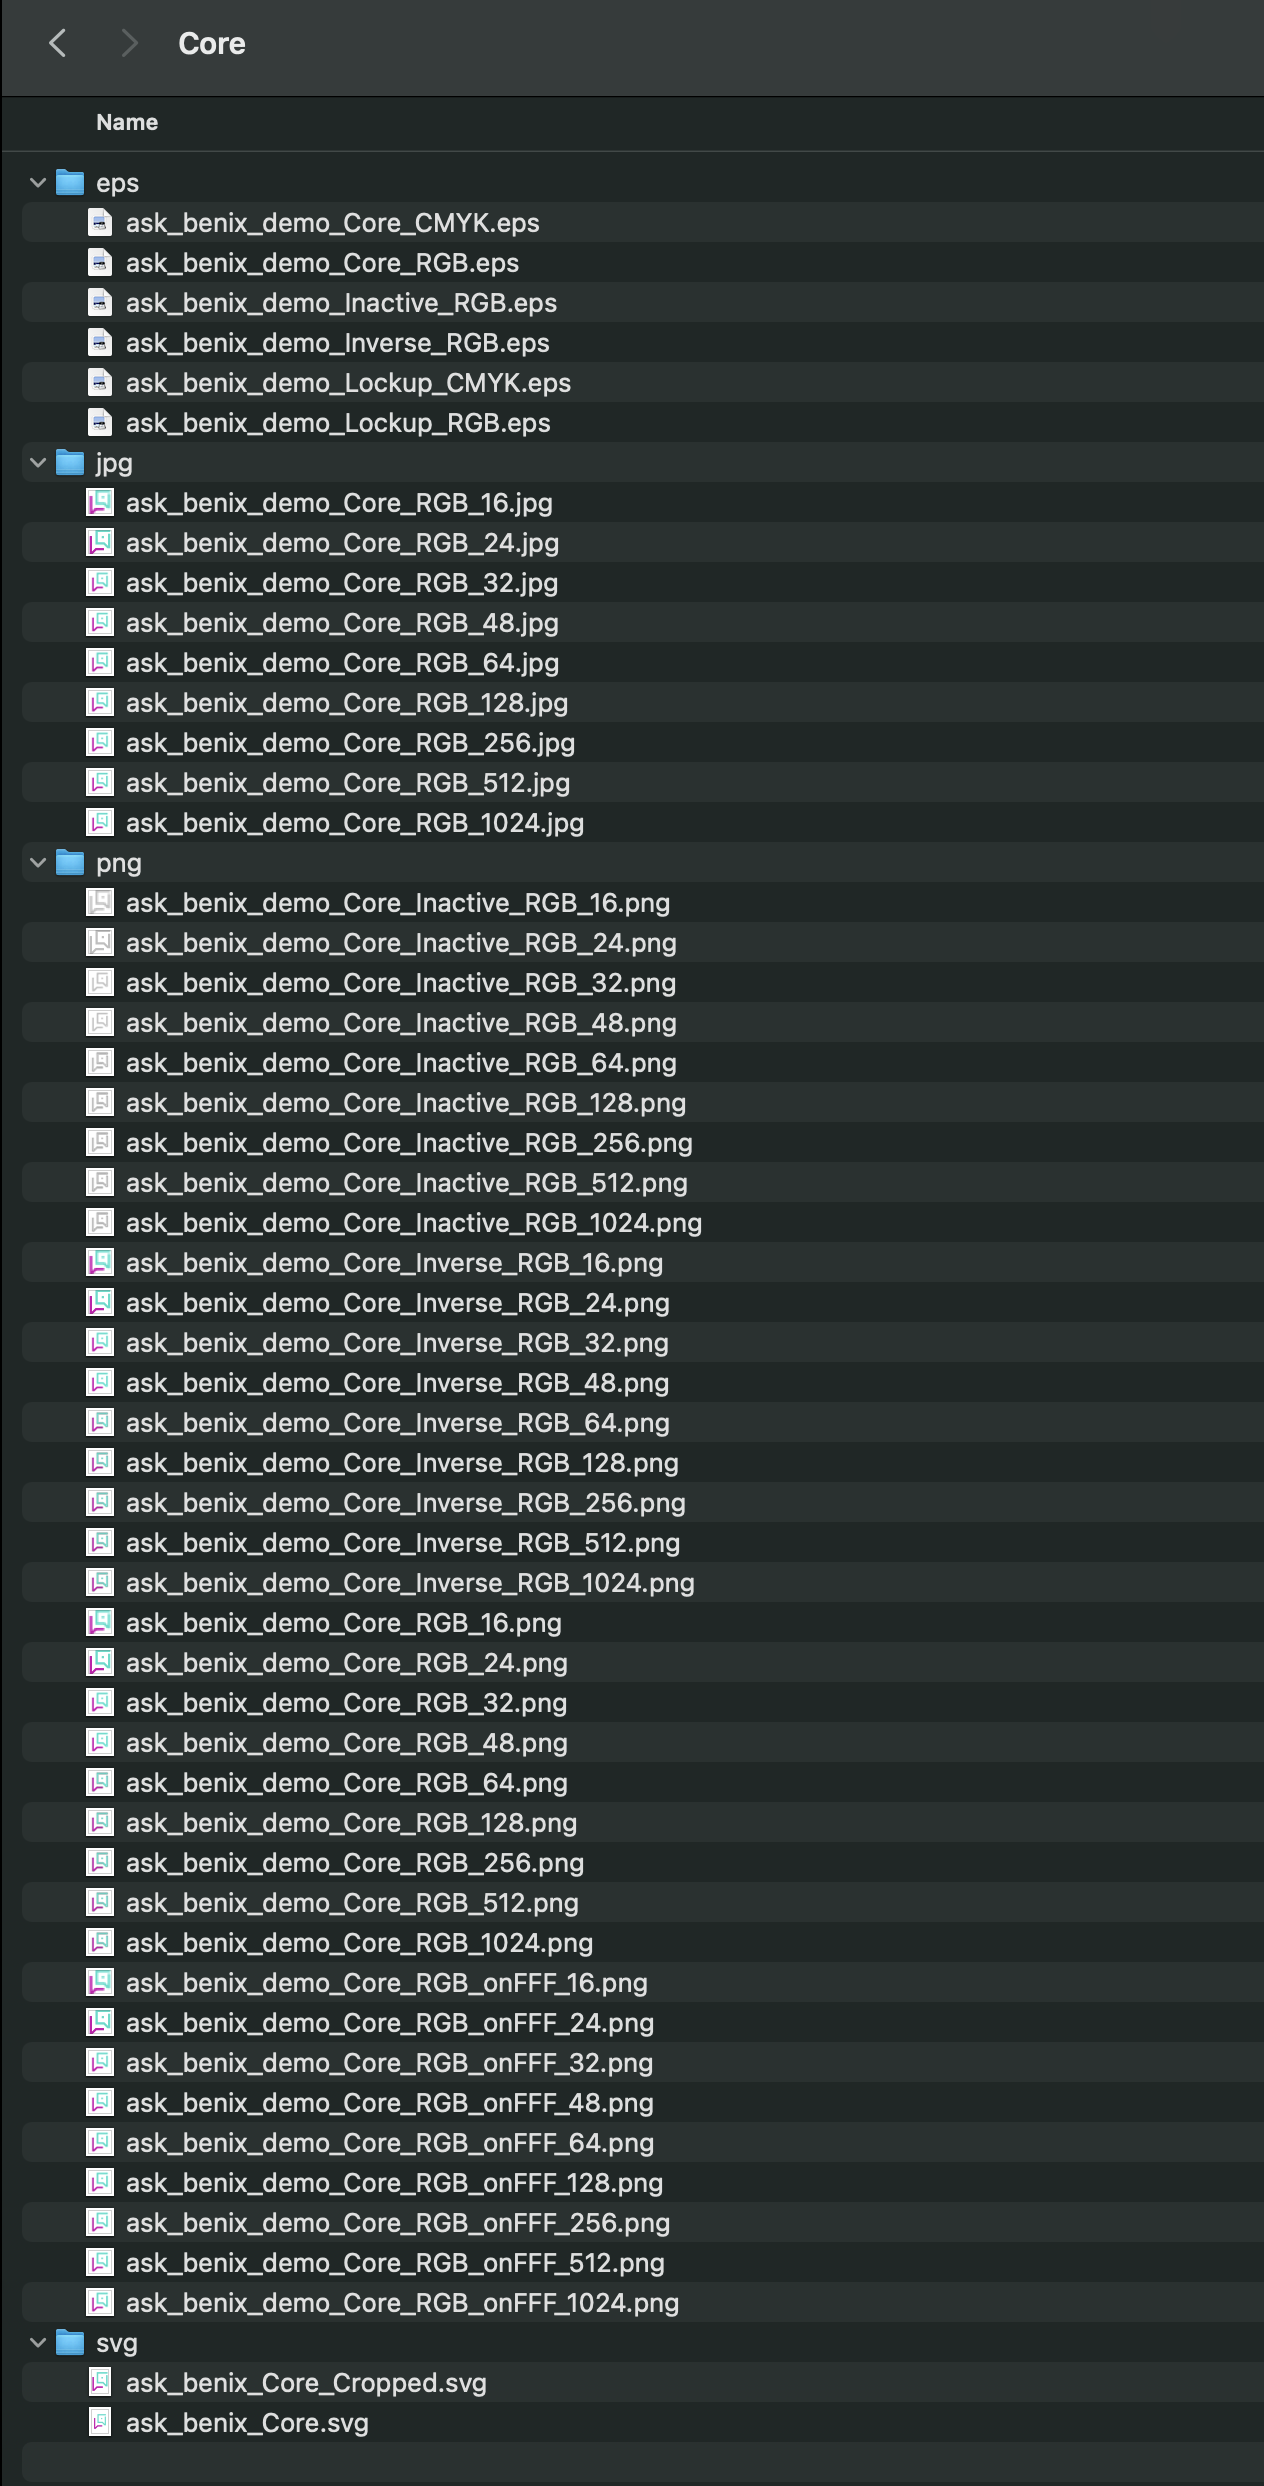 Core
Name
eps
ask_benix_demo_Core_CMYK.eps
ask_benix_demo_Core_RGB.eps
ask_benix_demo_Inactive_RGB.eps
ask_benix_demo_Inverse_RGB.eps
ask_benix_demo_Lockup_CMYK.eps
ask_benix_demo_Lockup_RGB.eps
jpg
ask_benix_demo_Core_RGB_16.jpg
ask_benix_demo_Core_RGB_24.jpg
ask_benix_demo_Core_RGB_32.jpg
ask_benix_demo_Core_RGB_48.jpg
ask_benix_demo_Core_RGB_64.jpg
ask_benix_demo_Core_RGB_128.jpg
ask_benix_demo_Core_RGB_256.jpg
ask_benix_demo_Core_RGB_512.jpg
ask_benix_demo_Core_RGB_1024.jpg
png
ask_benix_demo_Core_Inactive_RGB_16.png
ask_benix_demo_Core_Inactive_RGB_24.png
ask_benix_demo_Core_Inactive_RGB_32.png
ask_benix_demo_Core_Inactive_RGB_48.png
ask_benix_demo_Core_Inactive_RGB_64.png
ask_benix_demo_Core_Inactive_RGB_128.png
ask_benix_demo_Core_Inactive_RGB_256.png
ask_benix_demo_Core_Inactive_RGB_512.png
ask_benix_demo_Core_Inactive_RGB_1024.png
ask_benix_demo_Core_Inverse_RGB_16.png
ask_benix_demo_Core_Inverse_RGB_24.png
ask_benix_demo_Core_Inverse_RGB_32.png
ask_benix_demo_Core_Inverse_RGB_48.png
ask_benix_demo_Core_Inverse_RGB_64.png
ask_benix_demo_Core_Inverse_RGB_128.png
ask_benix_demo_Core_Inverse_RGB_256.png
ask_benix_demo_Core_Inverse_RGB_512.png
ask_benix_demo_Core_Inverse_RGB_1024.png
ask_benix_demo_Core_RGB_16.png
ask_benix_demo_Core_RGB_24.png
ask_benix_demo_Core_RGB_32.png
ask_benix_demo_Core_RGB_48.png
ask_benix_demo_Core_RGB_64.png
ask_benix_demo_Core_RGB_128.png
ask_benix_demo_Core_RGB_256.png
ask_benix_demo_Core_RGB_512.png
ask_benix_demo_Core_RGB_1024.png
ask_benix_demo_Core_RGB_onFFF_16.png
ask_benix_demo_Core_RGB_onFFF_24.png
ask_benix_demo_Core_RGB_onFFF_32.png
ask_benix_demo_Core_RGB_onFFF_48.png
ask_benix_demo_Core_RGB_onFFF_64.png
ask_benix_demo_Core_RGB_onFFF_128.png
ask_benix_demo_Core_RGB_onFFF_256.png
ask_benix_demo_Core_RGB_onFFF_512.png
ask_benix_demo_Core_RGB_onFFF_1024.png
svg
ask_benix_Core_Cropped.svg
ask_benix_Core.svg